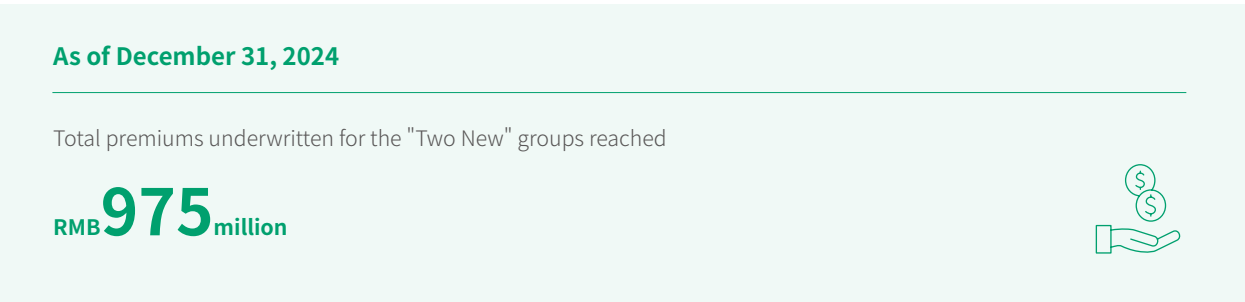 As of December 31, 2024
Total premiums underwritten for the "Two New" groups reached
RMB975million
$
$